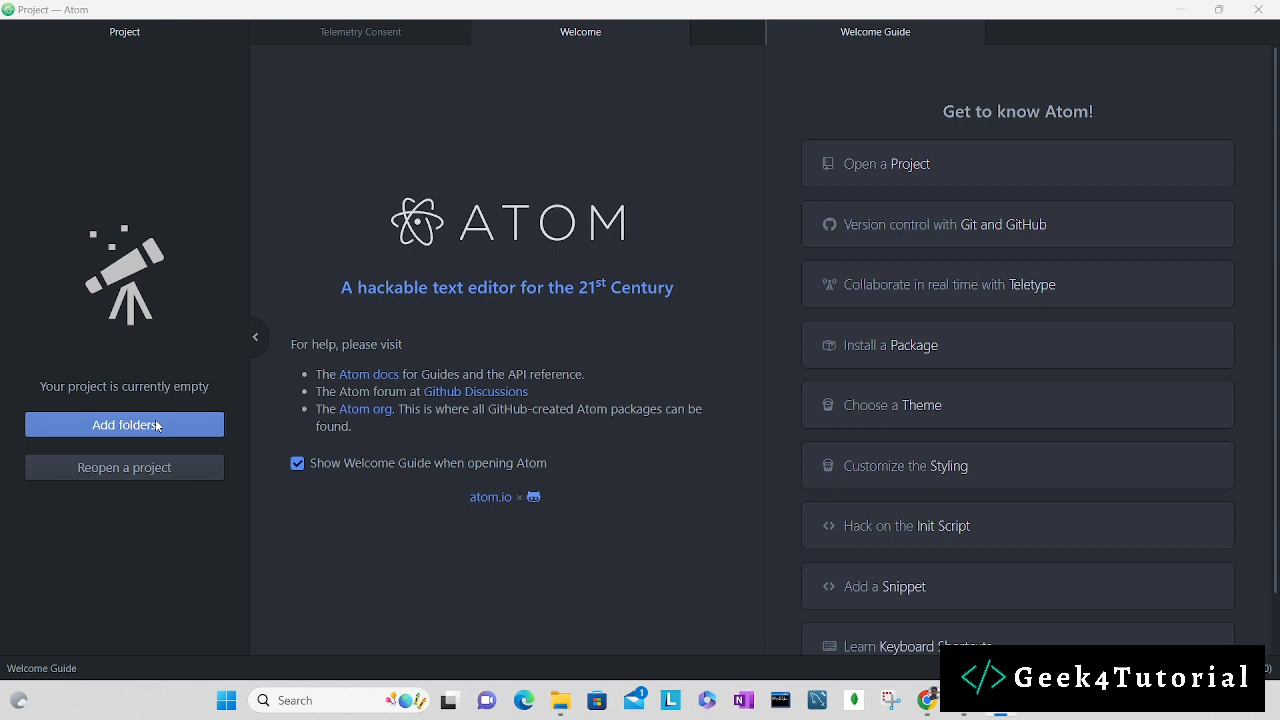 Project — Atom
Project
Telemetry Consent
Welcome
Welcome Guide
Your project is currently empty
Add folders
Reopen a project
ATOM
A hackable text editor for the 21st Century
For help, please visit
• The Atom docs for Guides and the API reference.
• The Atom forum at Github Discussions
• The Atom org. This is where all GitHub-created Atom packages can be
found.
Show Welcome Guide when opening Atom
atom.io ×
Get to know Atom!
Open a Project
Version control with Git and GitHub
Collaborate in real time with Teletype
Install a Package
Choose a Theme
Customize the Styling
Hack on the Init Script
Add a Snippet
Learn Keyboard Shortcuts
Welcome Guide
</> Geek4Tutorial
Search
1
L
N
MySQL